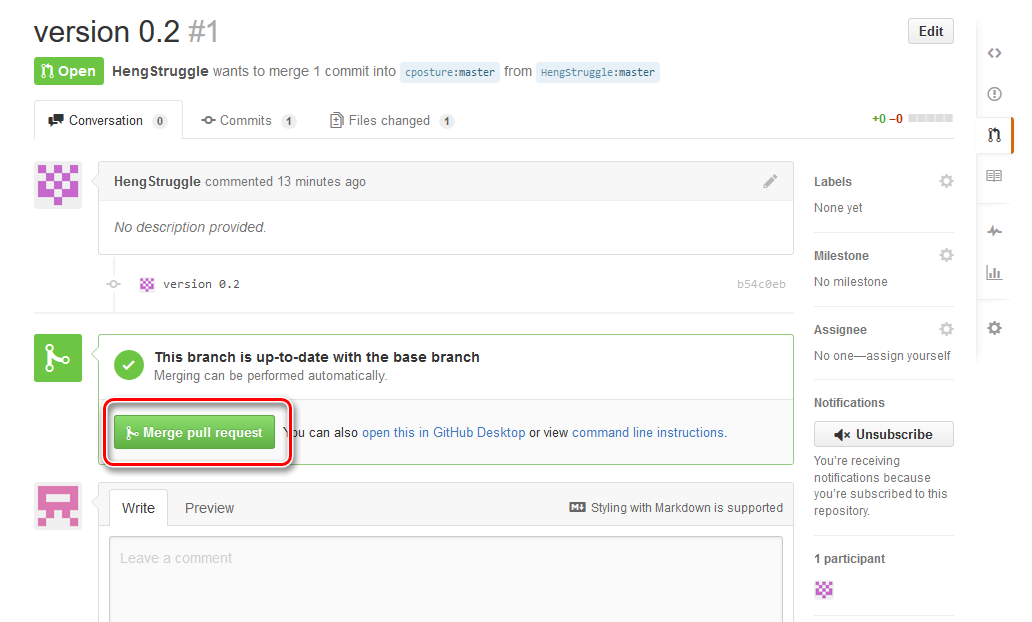 version 0.2 #1
Edit
Open HengStruggle wants to merge 1 commit into cposture:master from HengStruggle:master
Conversation 0 Commits 1 Files changed 1 +0 −0
HengStruggle commented 13 minutes ago
No description provided.
version 0.2 b54c0eb
This branch is up-to-date with the base branch
Merging can be performed automatically.
Merge pull request You can also open this in GitHub Desktop or view command line instructions.
Write Preview Styling with Markdown is supported
Leave a comment
Labels
None yet
Milestone
No milestone
Assignee
No one—assign yourself
Notifications
Unsubscribe
You're receiving
notifications because
you're subscribed to this
repository.
1 participant